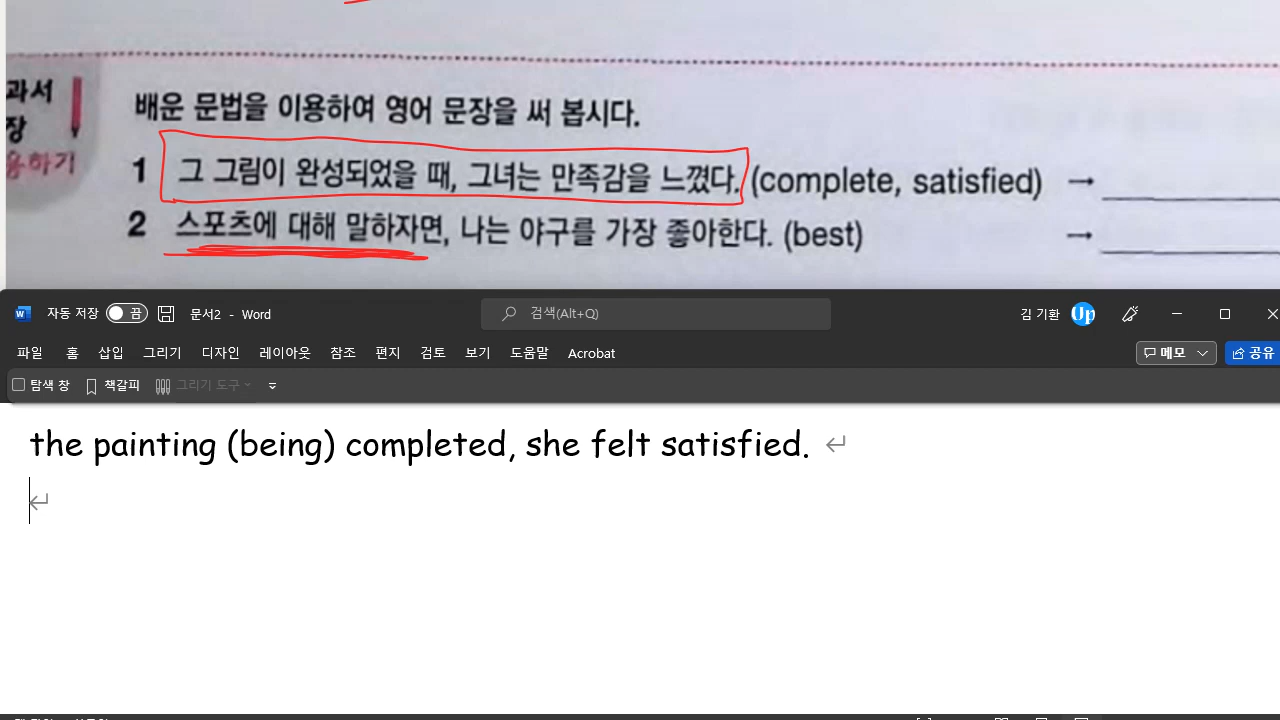 과서
장
용하기
배운 문법을 이용하여 영어 문장을 써 봅시다.
1 그 그림이 완성되었을 때, 그녀는 만족감을 느꼈다. (complete, satisfied) →
2 스포츠에 대해 말하자면, 나는 야구를 가장 좋아한다. (best) →
자동 저장 끔 문서2 - Word 검색(Alt+Q) 김 기환 Up
파일 홈 삽입 그리기 디자인 레이아웃 참조 편지 검토 보기 도움말 Acrobat 메모 공유
탐색 창 책갈피 그리기 도구
the painting (being) completed, she felt satisfied.